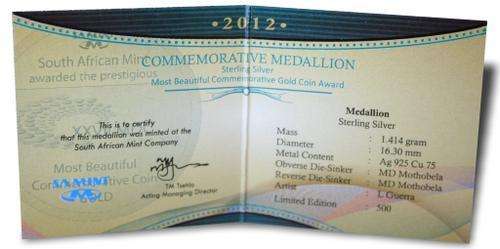 •2012•
South African Mint
awarded the prestigious
COMMEMORATIVE MEDALLION
Sterling Silver
Most Beautiful Commemorative Gold Coin Award
This is to certify
that this medallion was minted at the
South African Mint Company
Most Beautiful
SA MINT
TM Tsehlo
Acting Managing Director
Medallion
Sterling Silver
Mass : 1.414 gram
Diameter : 16.30 mm
Metal Content : Ag 925 Cu 75
Obverse Die-Sinker : MD Mothobela
Reverse Die-Sinker : MD Mothobela
Artist : L Guerra
Limited Edition : 500